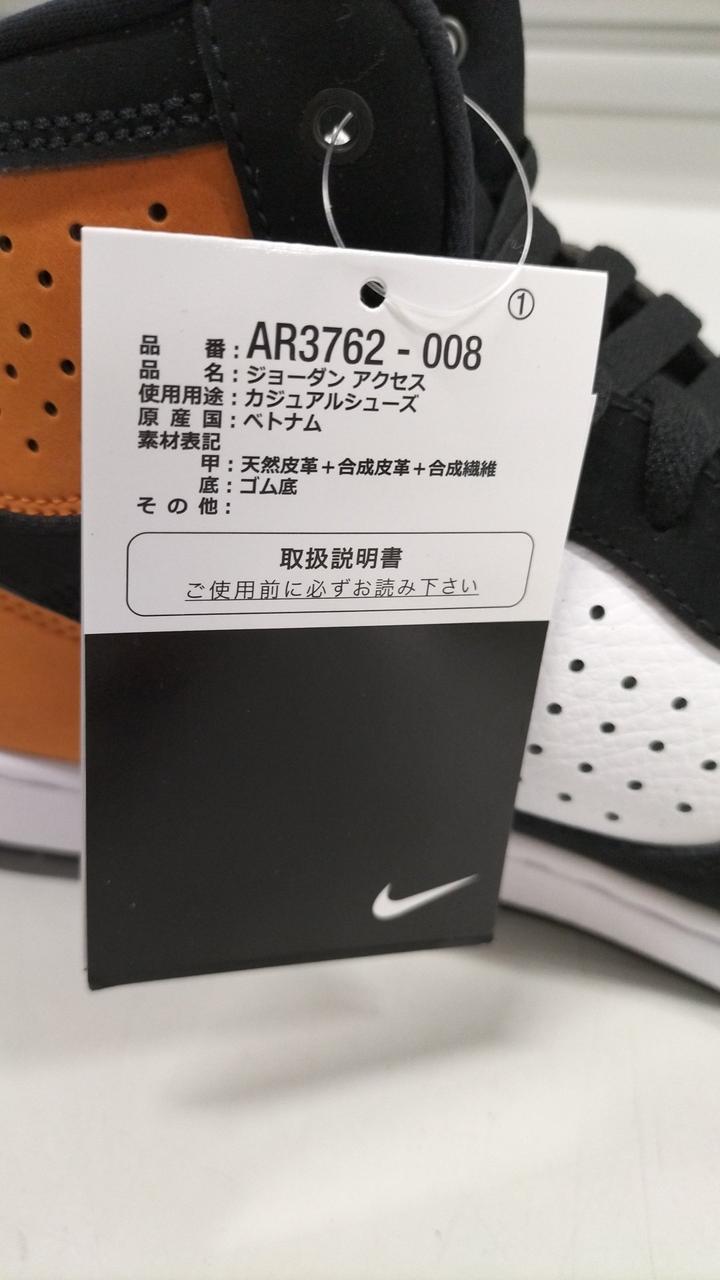 ①
品 番:AR3762-008
品 名:ジョーダン アクセス
使用用途:カジュアルシューズ
原産国:ベトナム
素材表記
甲:天然皮革+合成皮革+合成繊維
底:ゴム底
その他:
取扱説明書
ご使用前に必ずお読み下さい